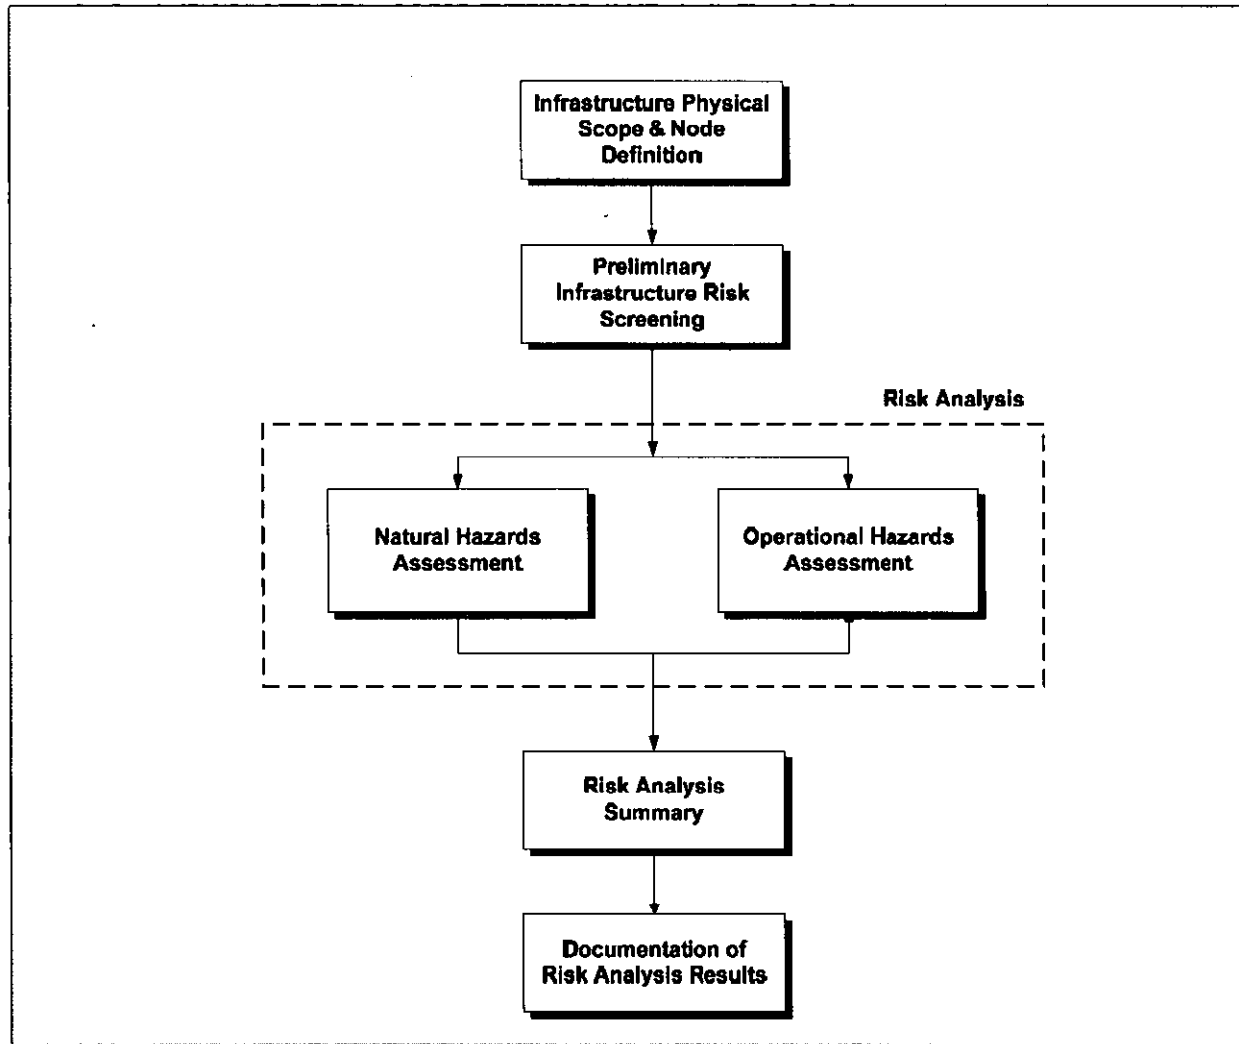 Infrastructure Physical
Scope & Node
Definition
Preliminary
Infrastructure Risk
Screening
Risk Analysis
Natural Hazards
Assessment
Operational Hazards
Assessment
Risk Analysis
Summary
Documentation of
Risk Analysis Results